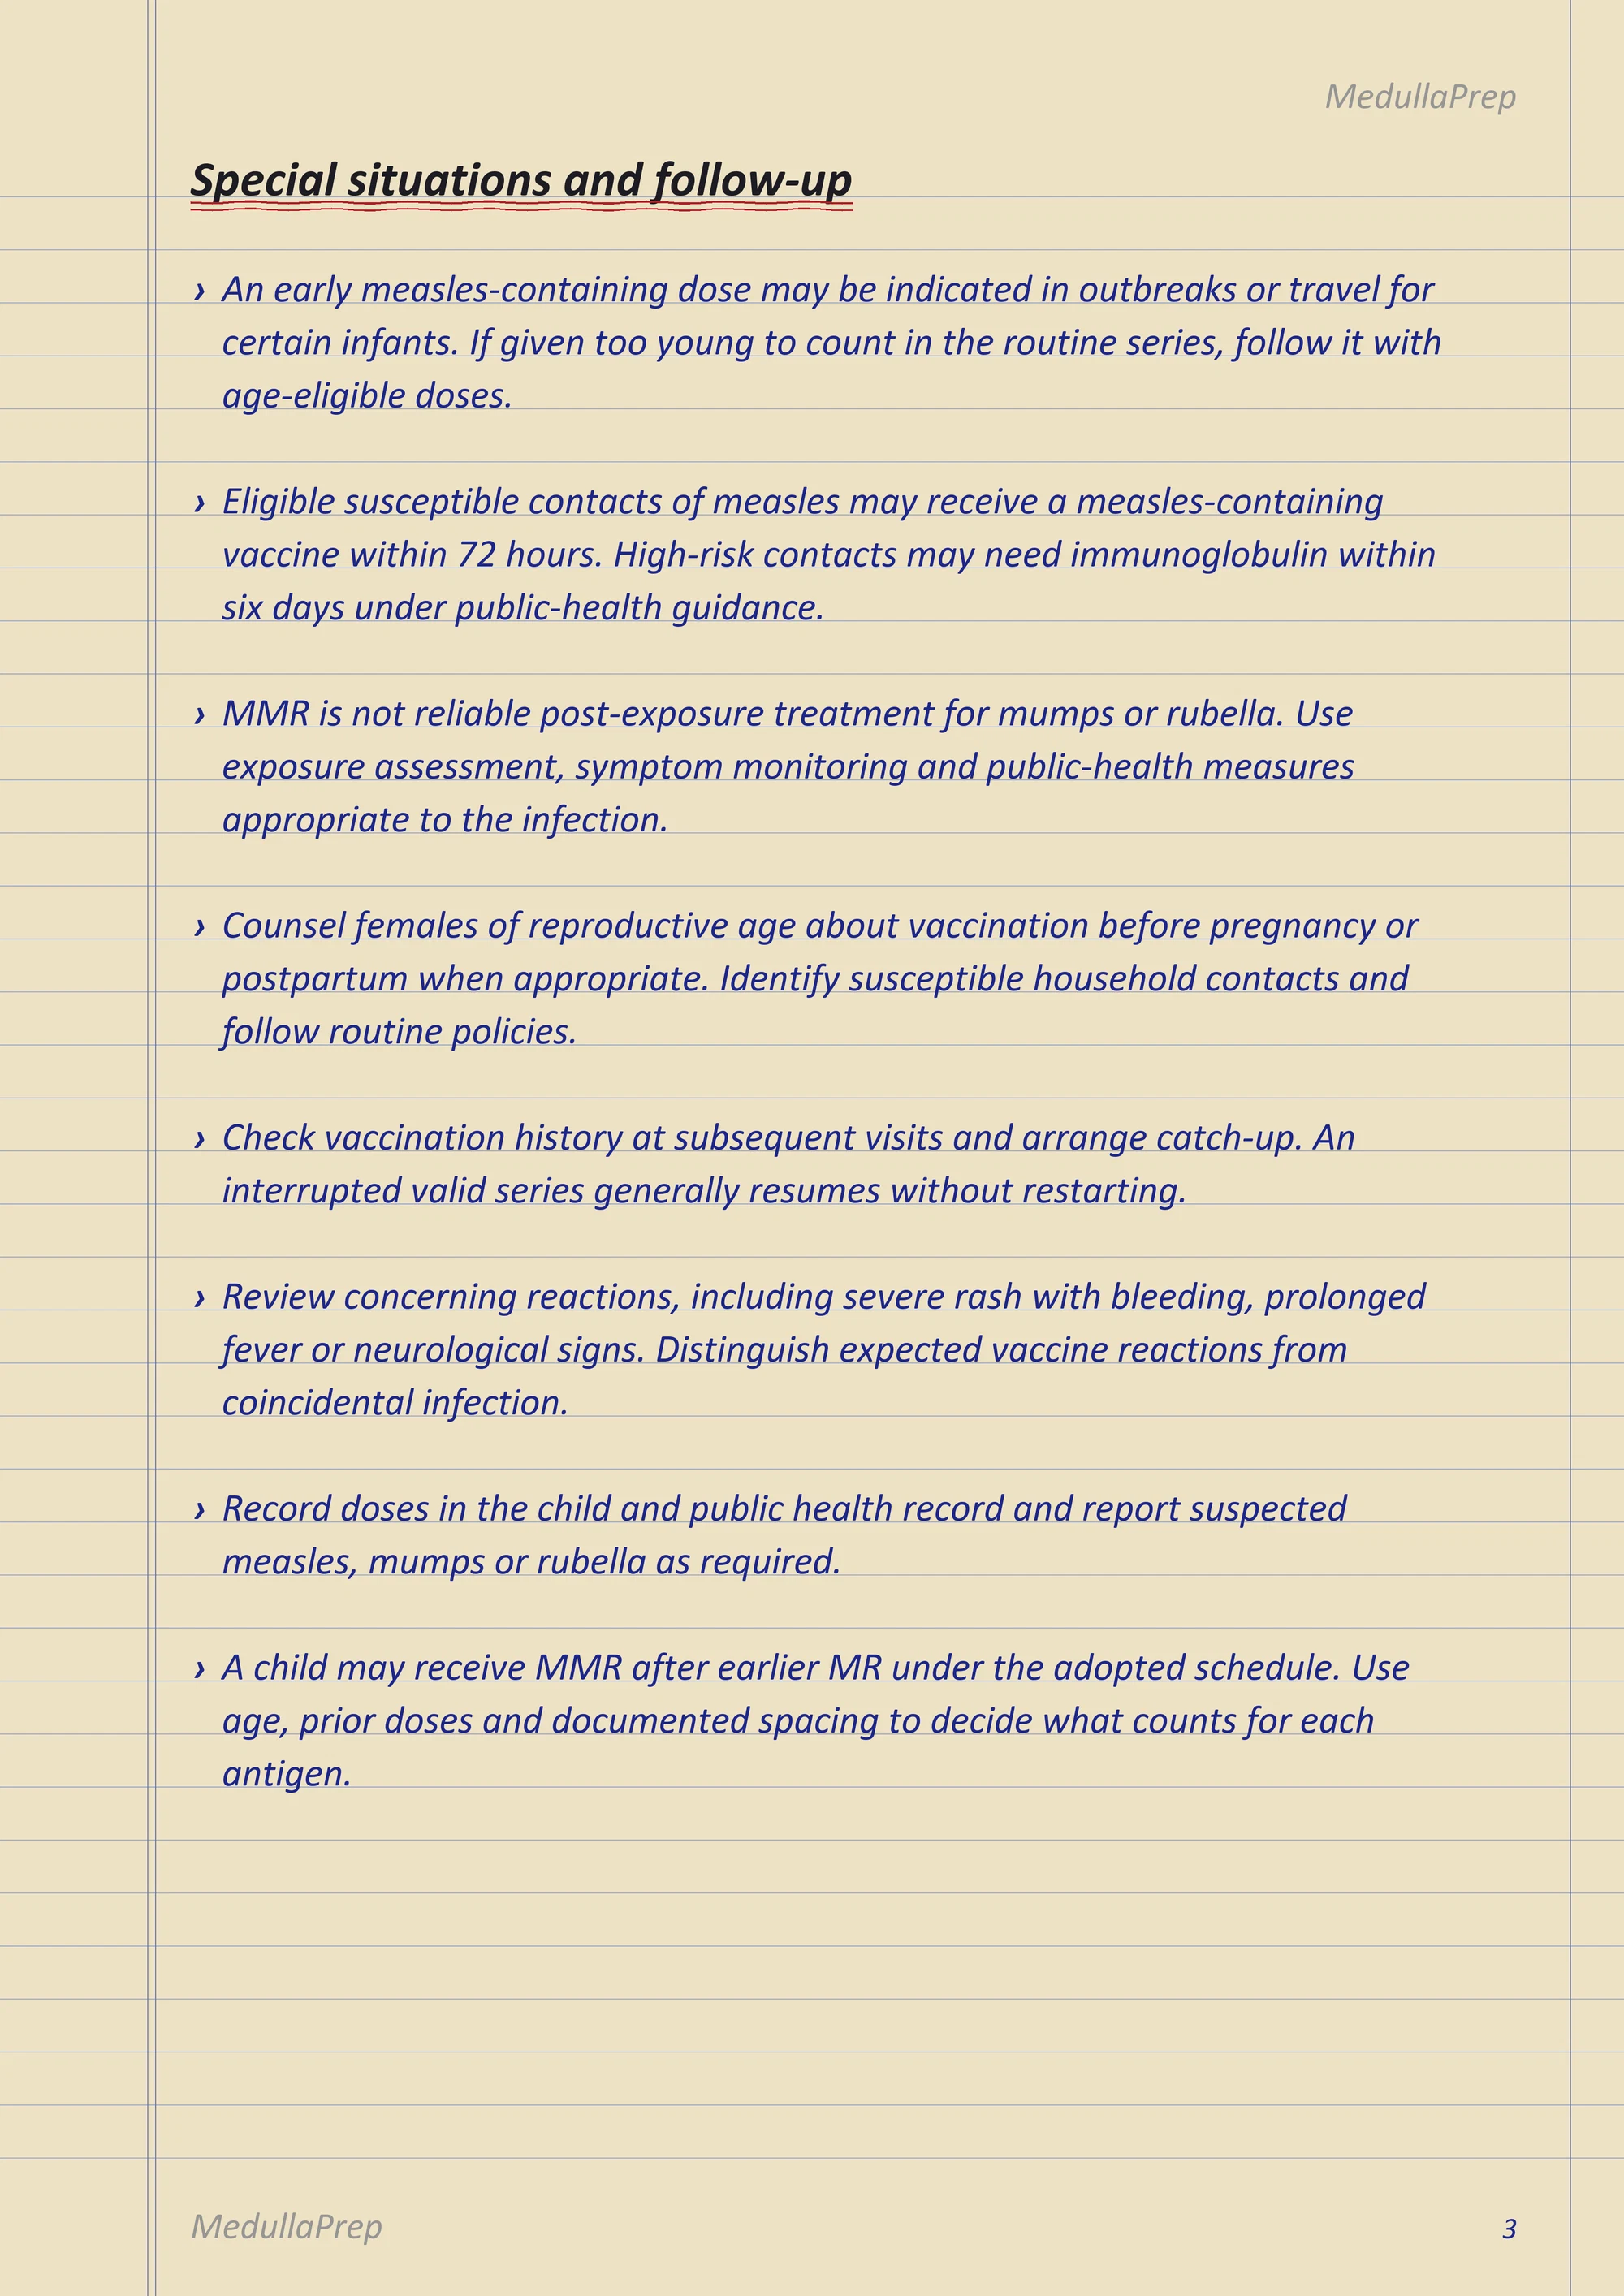 MedullaPrep
Special situations and follow-up
› An early measles-containing dose may be indicated in outbreaks or travel for
certain infants. If given too young to count in the routine series, follow it with
age-eligible doses.
› Eligible susceptible contacts of measles may receive a measles-containing
vaccine within 72 hours. High-risk contacts may need immunoglobulin within
six days under public-health guidance.
› MMR is not reliable post-exposure treatment for mumps or rubella. Use
exposure assessment, symptom monitoring and public-health measures
appropriate to the infection.
› Counsel females of reproductive age about vaccination before pregnancy or
postpartum when appropriate. Identify susceptible household contacts and
follow routine policies.
› Check vaccination history at subsequent visits and arrange catch-up. An
interrupted valid series generally resumes without restarting.
› Review concerning reactions, including severe rash with bleeding, prolonged
fever or neurological signs. Distinguish expected vaccine reactions from
coincidental infection.
› Record doses in the child and public health record and report suspected
measles, mumps or rubella as required.
› A child may receive MMR after earlier MR under the adopted schedule. Use
age, prior doses and documented spacing to decide what counts for each
antigen.
MedullaPrep
3